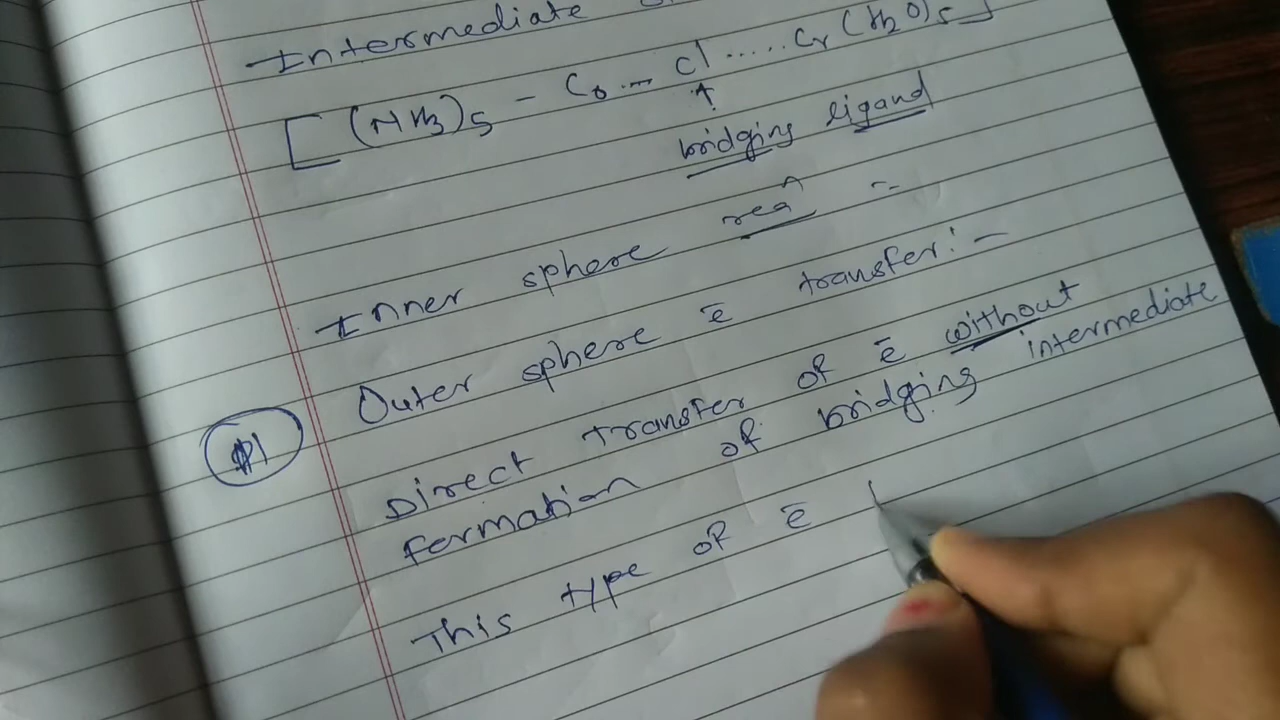 Intermediate
[(NH3)5 - Co ... Cl ..... Cr(H2O)5]
↑
bridging ligand
Inner sphere rea^n :-
Outer sphere ē transfer:-
Direct transfer of ē without
formation of bridging intermediate
This type of ē